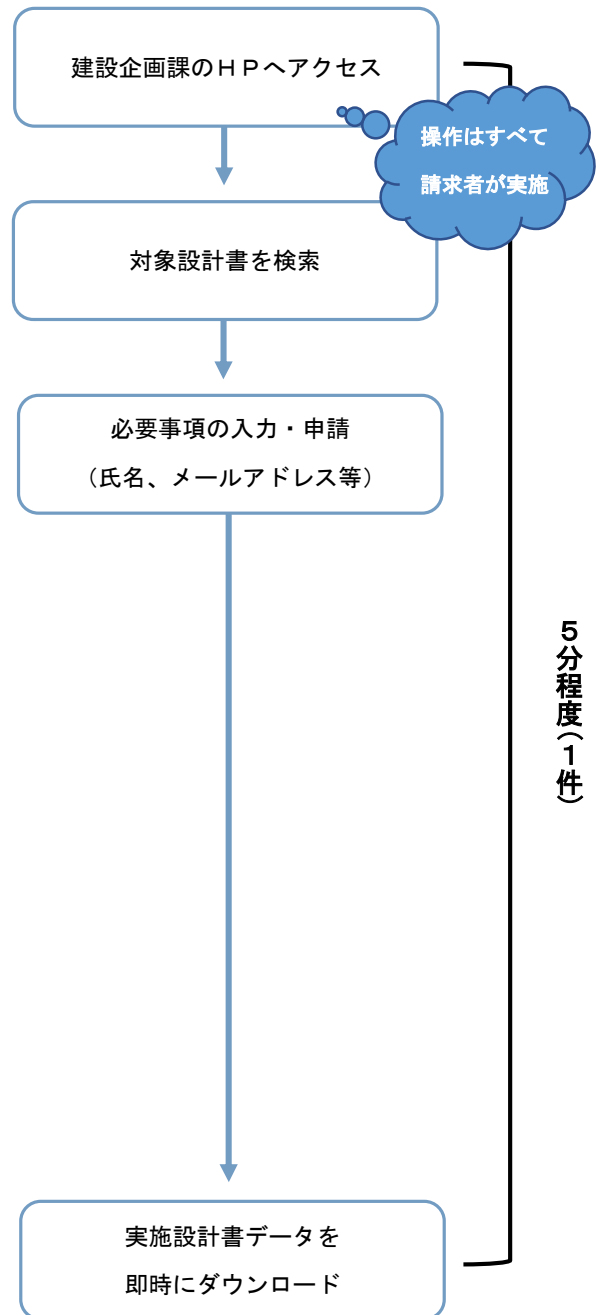 建設企画課のＨＰへアクセス
操作はすべて
請求者が実施
対象設計書を検索
必要事項の入力・申請
（氏名、メールアドレス等）
５分程度（１件）
実施設計書データを
即時にダウンロード